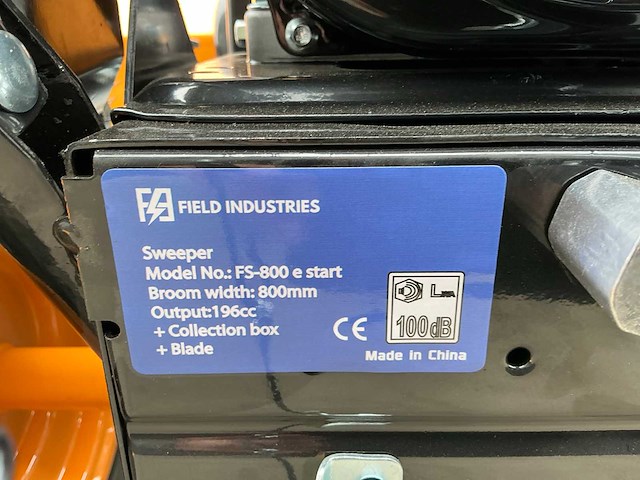 FIELD INDUSTRIES
Sweeper
Model No.: FS-800 e start
Broom width: 800mm
Output:196cc
+ Collection box
+ Blade
CE
LWA
100dB
Made in China